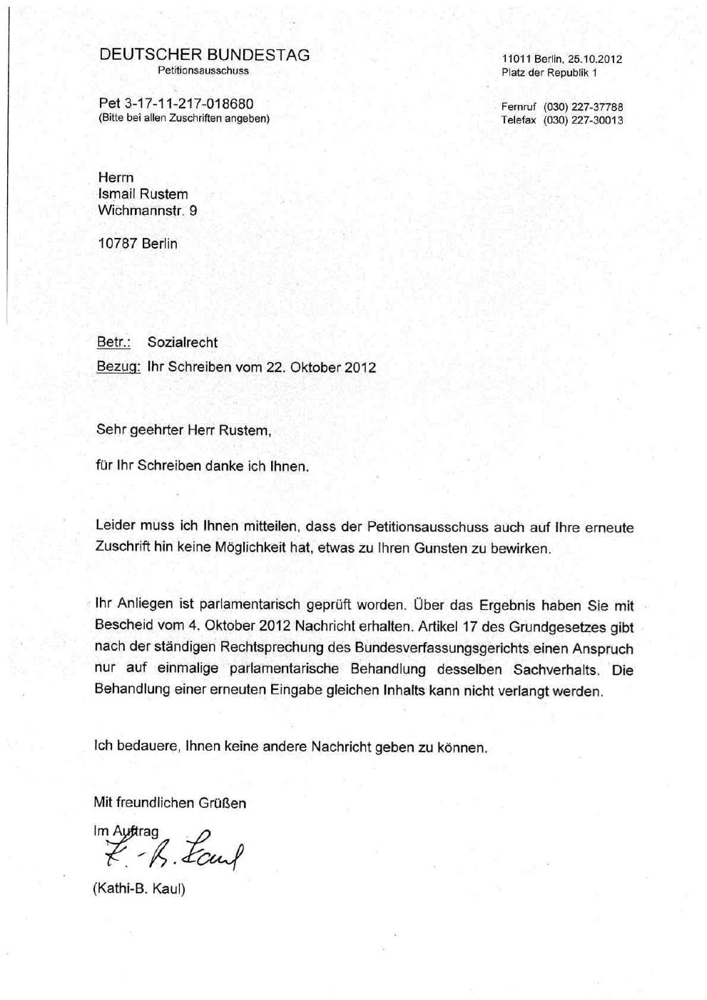 DEUTSCHER BUNDESTAG
Petitionsausschuss
11011 Berlin, 25.10.2012
Platz der Republik 1
Pet 3-17-11-217-018680
(Bitte bei allen Zuschriften angeben)
Fernruf (030) 227-37788
Telefax (030) 227-30013
Herrn
Ismail Rustem
Wichmannstr. 9
10787 Berlin
Betr.: Sozialrecht
Bezug: Ihr Schreiben vom 22. Oktober 2012
Sehr geehrter Herr Rustem,
für Ihr Schreiben danke ich Ihnen.
Leider muss ich Ihnen mitteilen, dass der Petitionsausschuss auch auf Ihre erneute
Zuschrift hin keine Möglichkeit hat, etwas zu Ihren Gunsten zu bewirken.
Ihr Anliegen ist parlamentarisch geprüft worden. Über das Ergebnis haben Sie mit
Bescheid vom 4. Oktober 2012 Nachricht erhalten. Artikel 17 des Grundgesetzes gibt
nach der ständigen Rechtsprechung des Bundesverfassungsgerichts einen Anspruch
nur auf einmalige parlamentarische Behandlung desselben Sachverhalts. Die
Behandlung einer erneuten Eingabe gleichen Inhalts kann nicht verlangt werden.
Ich bedauere, Ihnen keine andere Nachricht geben zu können.
Mit freundlichen Grüßen
Im Auftrag
K.-B. Kaul
(Kathi-B. Kaul)